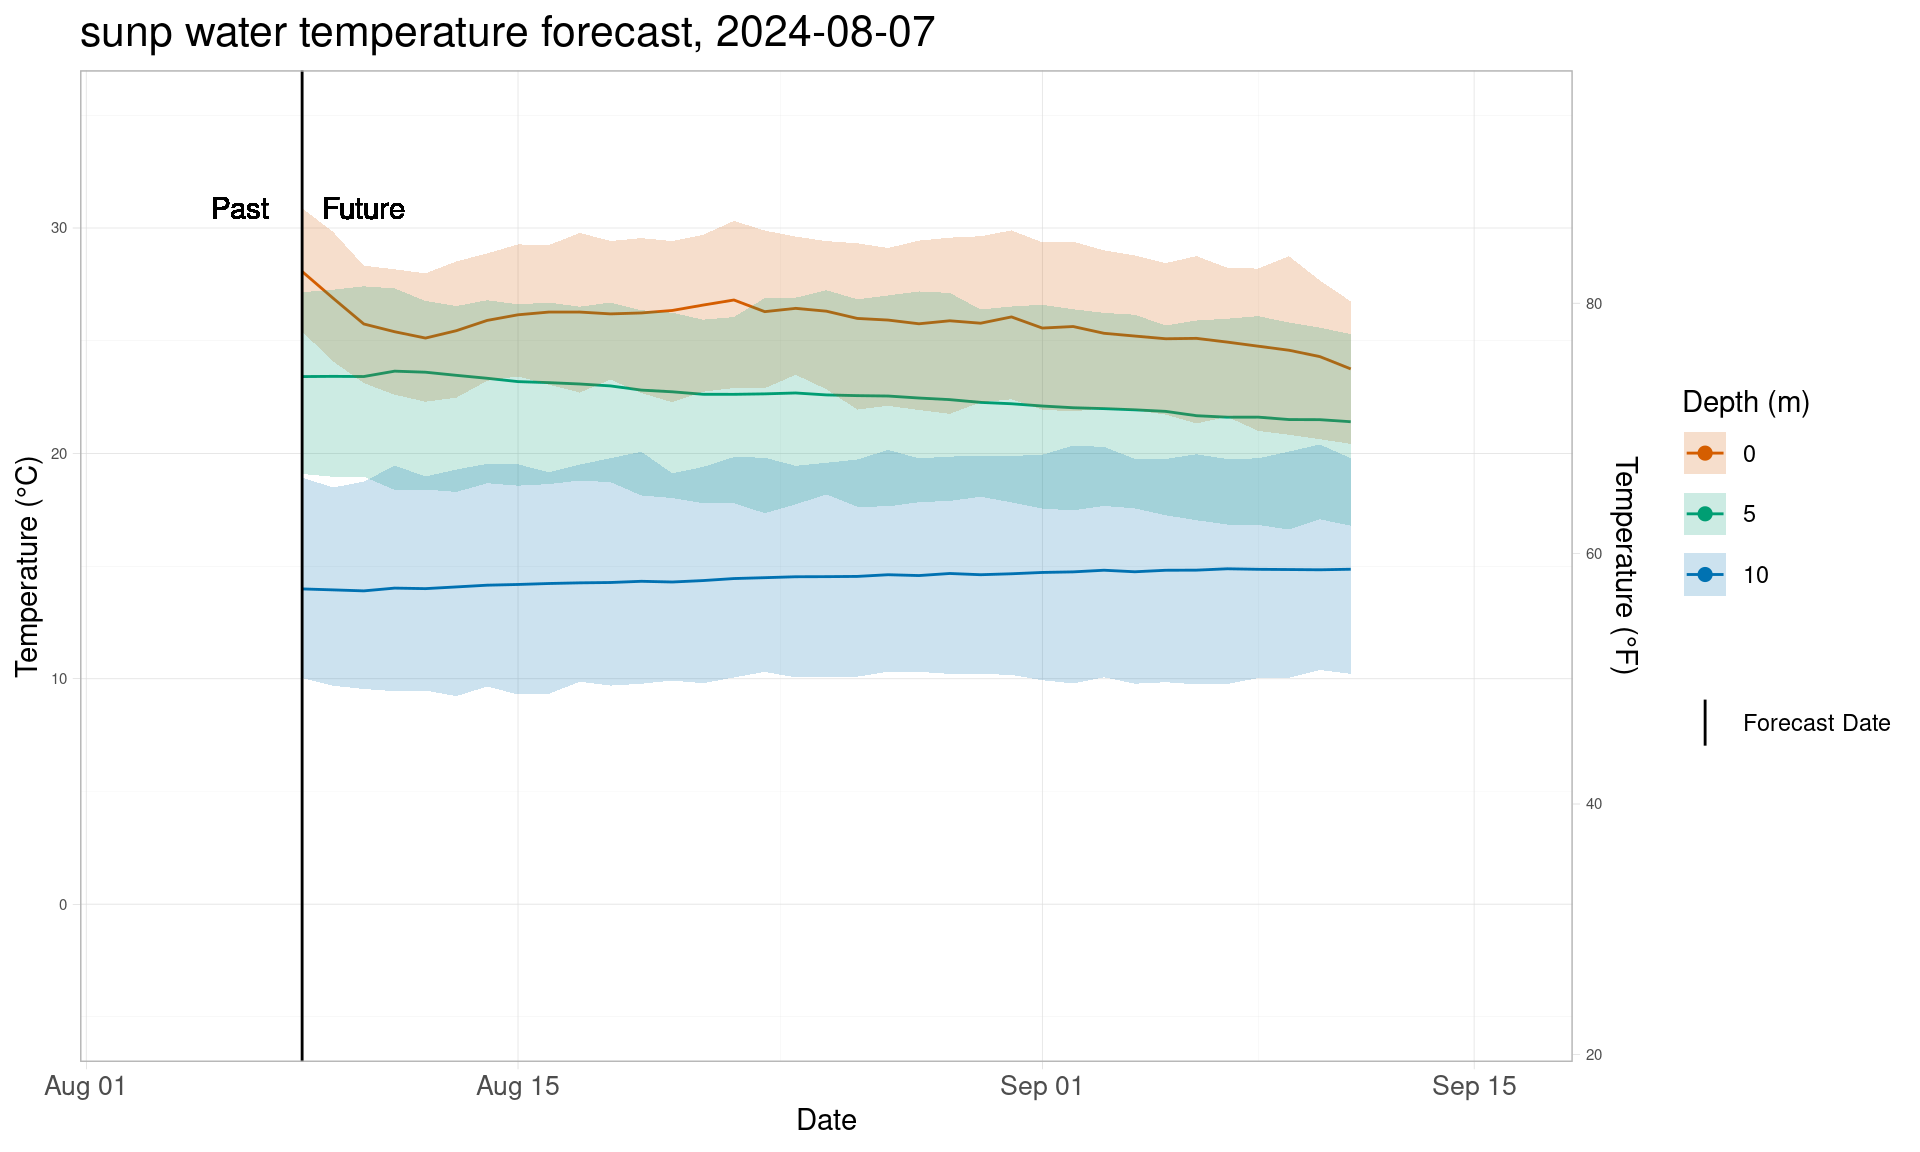 sunp water temperature forecast, 2024-08-07
Past Future
30
20
10
0
Temperature (°C)
80
60
40
20
Temperature (°F)
Aug 01 Aug 15 Sep 01 Sep 15
Date
Depth (m)
0
5
10
Forecast Date